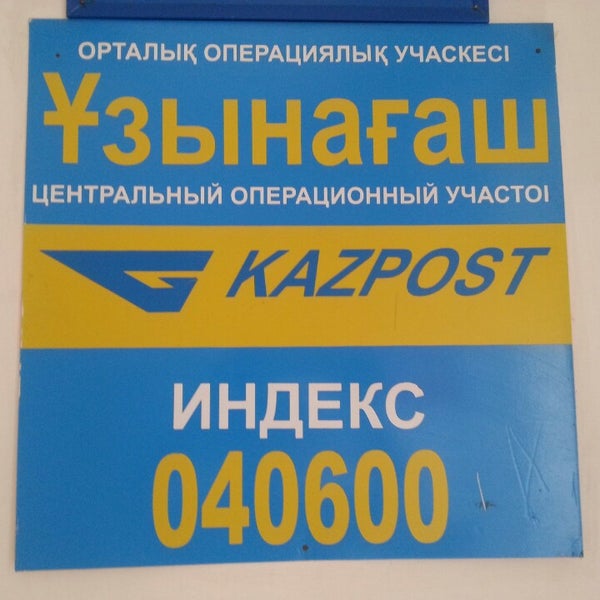 ОРТАЛЫҚ ОПЕРАЦИЯЛЫҚ УЧАСКЕСІ
Ұзынағаш
ЦЕНТРАЛЬНЫЙ ОПЕРАЦИОННЫЙ УЧАСТОІ
KAZPOST
ИНДЕКС
040600